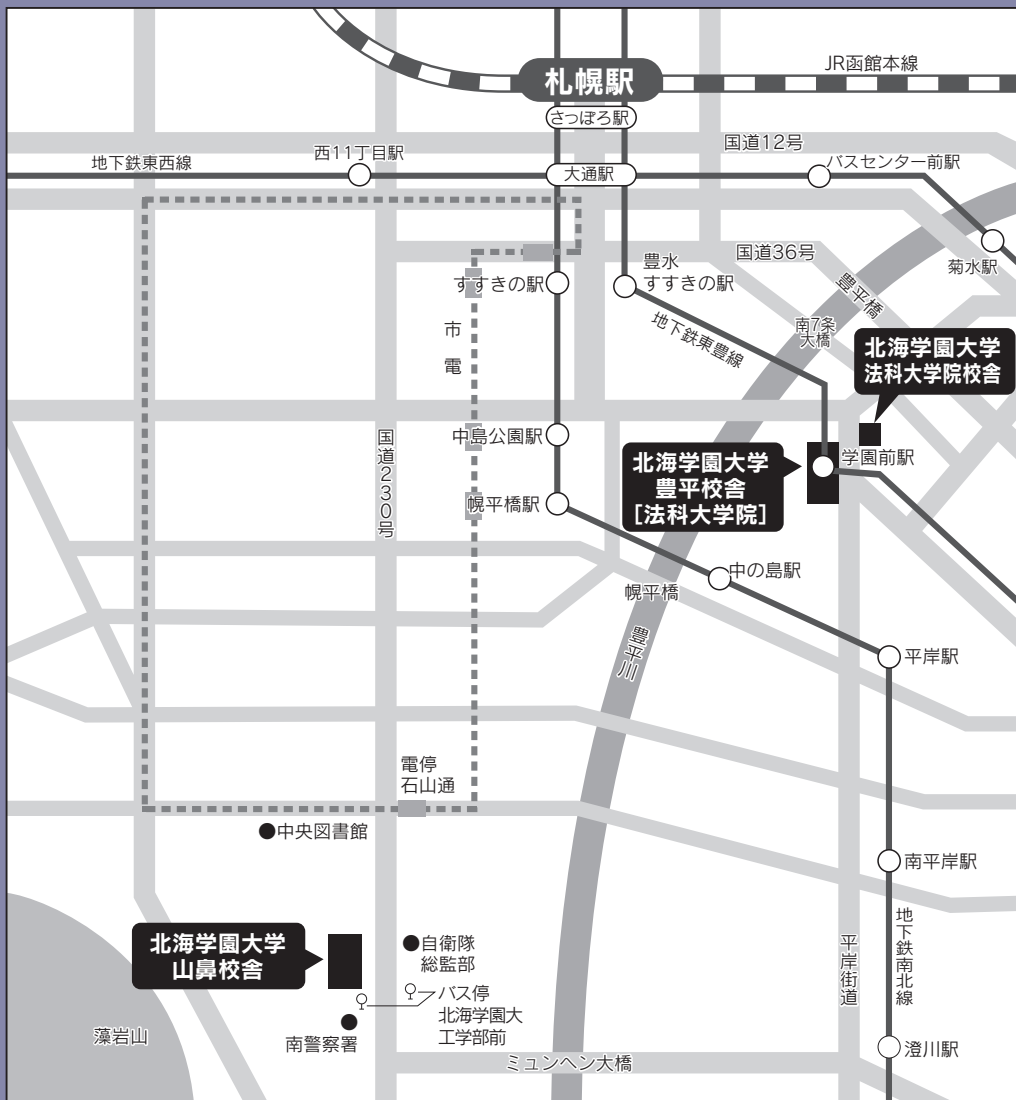 JR函館本線
札幌駅
さっぽろ駅
国道12号
西11丁目駅
地下鉄東西線
大通駅
バスセンター前駅
国道36号
豊水
すすきの駅
菊水駅
すすきの駅
豊平橋
南7条
大橋
地下鉄東豊線
市電
北海学園大学
法科大学院校舎
中島公園駅
国道230号
学園前駅
北海学園大学
豊平校舎
[法科大学院]
幌平橋駅
中の島駅
幌平橋
豊平川
平岸駅
電停
石山通
中央図書館
南平岸駅
地下鉄南北線
平岸街道
北海学園大学
山鼻校舎
自衛隊
総監部
バス停
北海学園大
工学部前
南警察署
藻岩山
澄川駅
ミュンヘン大橋